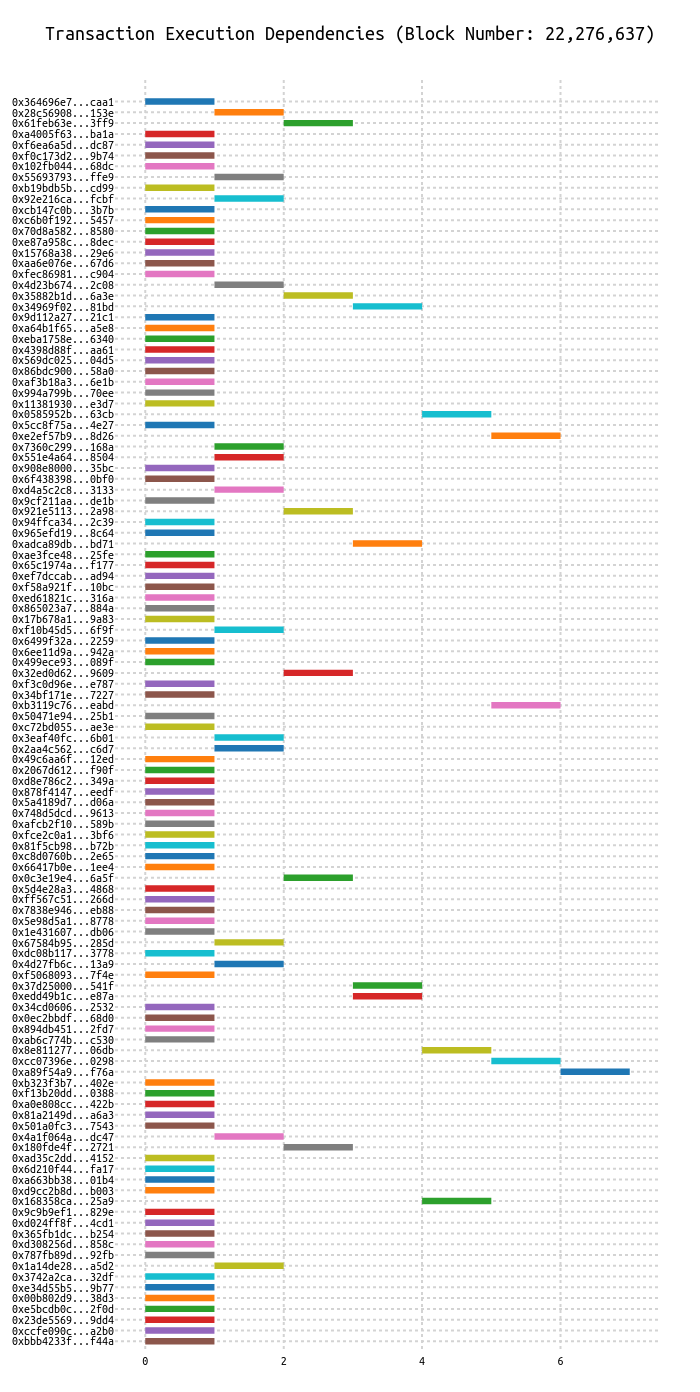 Transaction Execution Dependencies (Block Number: 22,276,637)
0x364696e7...caa1
0x28c56908...153e
0x61feb63e...3ff9
0xa4005f63...ba1a
0xf6ea6a5d...dc87
0xf0c173d2...9b74
0x102fb044...68dc
0x55693793...ffe9
0xb19bdb5b...cd99
0x92e216ca...fcbf
0xcb147c0b...3b7b
0xc6b0f192...5457
0x70d8a582...8580
0xe87a958c...8dec
0x15768a38...29e6
0xaa6e076e...67d6
0xfec86981...c904
0x4d23b674...2c08
0x35882b1d...6a3e
0x34969f02...81bd
0x9d112a27...21c1
0xa64b1f65...a5e8
0xeba1758e...6340
0x4398d88f...aa61
0x569dc025...04d5
0x86bdc900...58a0
0xaf3b18a3...6e1b
0x994a799b...70ee
0x11381930...e3d7
0x0585952b...63cb
0x5cc8f75a...4e27
0xe2ef57b9...8d26
0x7360c299...168a
0x551e4a64...8504
0x908e8000...35bc
0x6f438398...0bf0
0xd4a5c2c8...3133
0x9cf211aa...de1b
0x921e5113...2a98
0x94ffca34...2c39
0x965efd19...8c64
0xadca89db...bd71
0xae3fce48...25fe
0x65c1974a...f177
0xef7dccab...ad94
0xf58a921f...10bc
0xed61821c...316a
0x865023a7...884a
0x17b678a1...9a83
0xf10b45d5...6f9f
0x6499f32a...2259
0x6ee11d9a...942a
0x499ece93...089f
0x32ed0d62...9609
0xf3c0d96e...e787
0x34bf171e...7227
0xb3119c76...eabd
0x50471e94...25b1
0xc72bd055...ae3e
0x3eaf40fc...6b01
0x2aa4c562...c6d7
0x49c6aa6f...12ed
0x2067d612...f90f
0xd8e786c2...349a
0x878f4147...eedf
0x5a4189d7...d06a
0x748d5dcd...9613
0xafcb2f10...589b
0xfce2c0a1...3bf6
0x81f5cb98...b72b
0xc8d0760b...2e65
0x66417b0e...1ee4
0x0c3e19e4...6a5f
0x5d4e28a3...4868
0xff567c51...266d
0x7838e946...eb88
0x5e98d5a1...8778
0x1e431607...db06
0x67584b95...285d
0xdc08b117...3778
0x4d27fb6c...13a9
0xf5068093...7f4e
0x37d25000...541f
0xedd49b1c...e87a
0x34cd0606...2532
0x0ec2bbdf...68d0
0x894db451...2fd7
0xab6c774b...c530
0x8e811277...06db
0xcc07396e...0298
0xa89f54a9...f76a
0xb323f3b7...402e
0xf13b20dd...0388
0xa0e808cc...422b
0x81a2149d...a6a3
0x501a0fc3...7543
0x4a1f064a...dc47
0x180fde4f...2721
0xad35c2dd...4152
0x6d210f44...fa17
0xa663bb38...01b4
0xd9cc2b8d...b003
0x168358ca...25a9
0x9c9b9ef1...829e
0xd024ff8f...4cd1
0x365fb1dc...b254
0xd308256d...858c
0x787fb89d...92fb
0x1a14de28...a5d2
0x3742a2ca...32df
0xe34d55b5...9b77
0x00b802d9...38d3
0xe5bcdb0c...2f0d
0x23de5569...9dd4
0xccfe090c...a2b0
0xbbb4233f...f44a
0 2 4 6